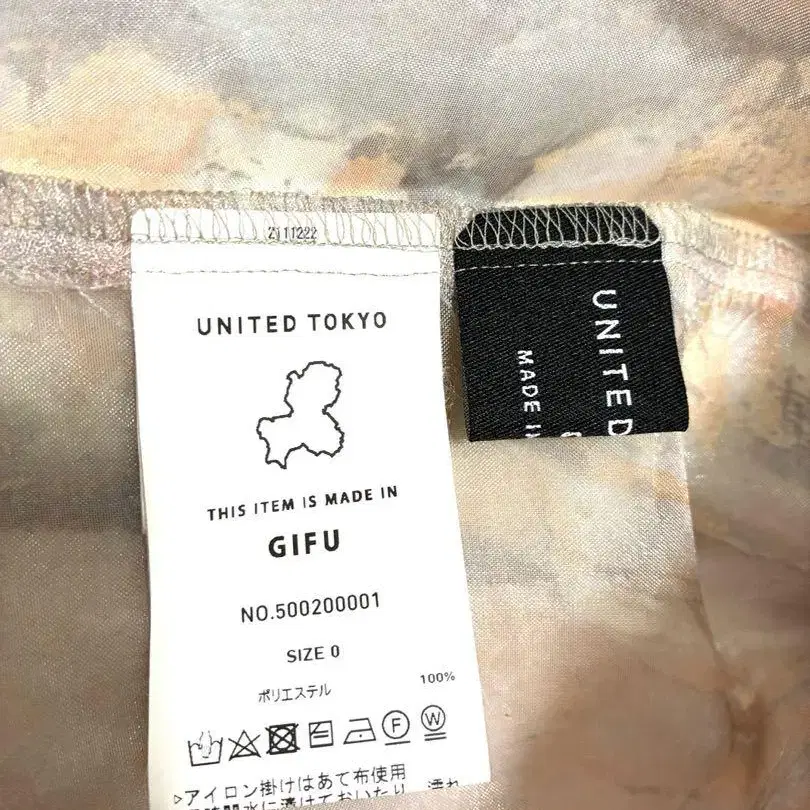 2111222
UNITED TOKYO
THIS ITEM IS MADE IN
GIFU
NO.500200001
SIZE 0
ポリエステル 100%
F W
▷アイロン掛けはあて布使用
UNITED
MADE IN